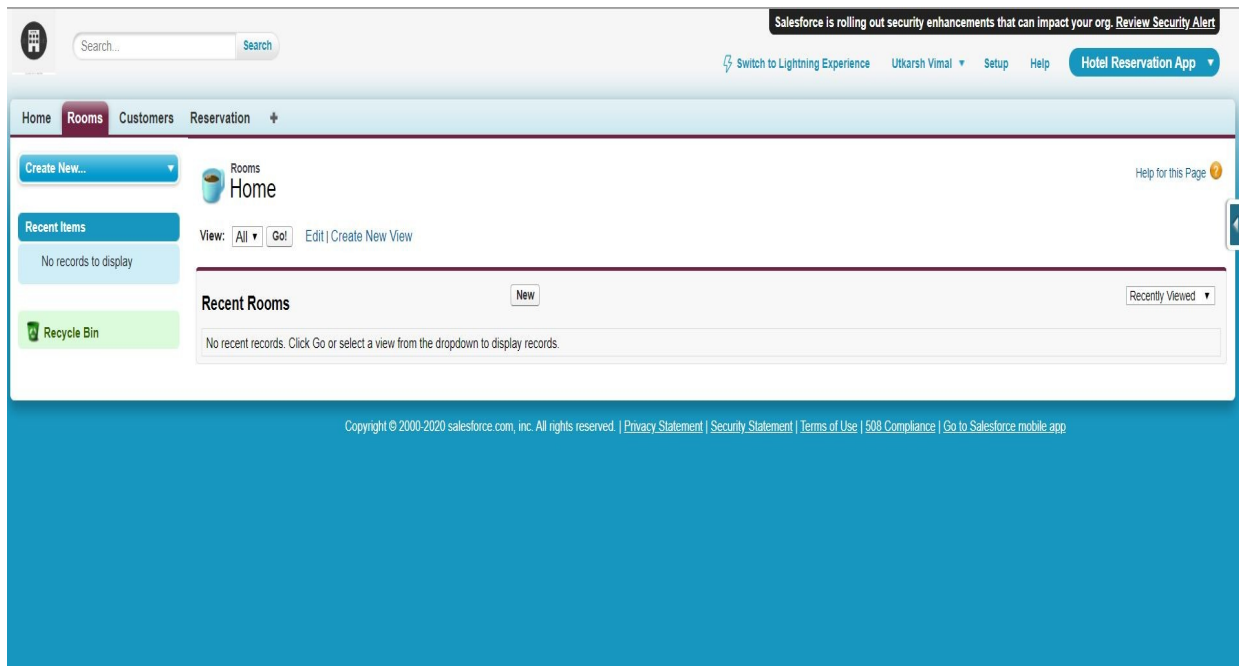 Salesforce is rolling out security enhancements that can impact your org. Review Security Alert
Search... Search
Switch to Lightning Experience Utkarsh Vimal Setup Help Hotel Reservation App
Home Rooms Customers Reservation +
Create New...
Rooms
Home
Help for this Page
Recent Items
No records to display
View: All Go! Edit | Create New View
Recent Rooms New Recently Viewed
Recycle Bin
No recent records. Click Go or select a view from the dropdown to display records.
Copyright © 2000-2020 salesforce.com, inc. All rights reserved. | Privacy Statement | Security Statement | Terms of Use | 508 Compliance | Go to Salesforce mobile app